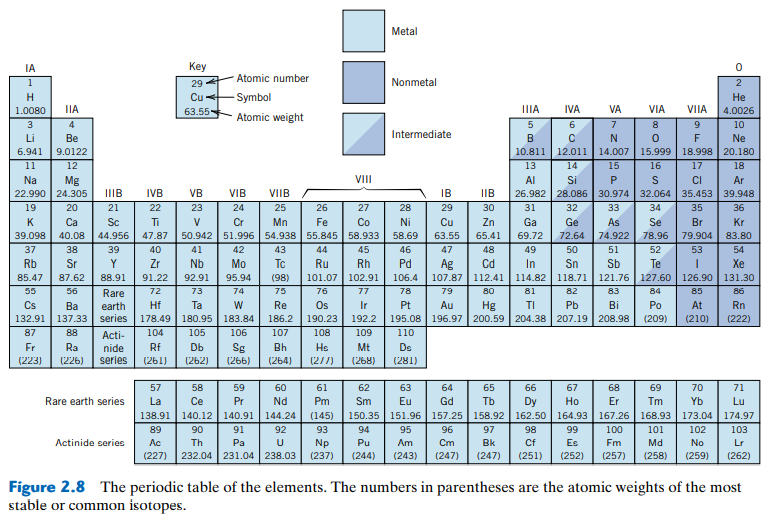 Metal
IA
Key
0
1
29
Atomic number
2
H
Cu
Symbol
Nonmetal
He
1.0080
IIA
63.55
Atomic weight
IIIA IVA VA VIA VIIA
4.0026
3 4 5 6 7 8 9 10
Li Be Intermediate B C N O F Ne
6.941 9.0122 10.811 12.011 14.007 15.999 18.998 20.180
11 12 13 14 15 16 17 18
Na Mg VIII Al Si P S Cl Ar
22.990 24.305 IIIB IVB VB VIB VIIB IB IIB 26.982 28.086 30.974 32.064 35.453 39.948
19 20 21 22 23 24 25 26 27 28 29 30 31 32 33 34 35 36
K Ca Sc Ti V Cr Mn Fe Co Ni Cu Zn Ga Ge As Se Br Kr
39.098 40.08 44.956 47.87 50.942 51.996 54.938 55.845 58.933 58.69 63.55 65.41 69.72 72.64 74.922 78.96 79.904 83.80
37 38 39 40 41 42 43 44 45 46 47 48 49 50 51 52 53 54
Rb Sr Y Zr Nb Mo Tc Ru Rh Pd Ag Cd In Sn Sb Te I Xe
85.47 87.62 88.91 91.22 92.91 95.94 (98) 101.07 102.91 106.4 107.87 112.41 114.82 118.71 121.76 127.60 126.90 131.30
55 56 Rare 72 73 74 75 76 77 78 79 80 81 82 83 84 85 86
Cs Ba earth Hf Ta W Re Os Ir Pt Au Hg Tl Pb Bi Po At Rn
132.91 137.33 series 178.49 180.95 183.84 186.2 190.23 192.2 195.08 196.97 200.59 204.38 207.19 208.98 (209) (210) (222)
87 88 Acti- 104 105 106 107 108 109 110
Fr Ra nide Rf Db Sg Bh Hs Mt Ds
(223) (226) series (261) (262) (266) (264) (277) (268) (281)
57 58 59 60 61 62 63 64 65 66 67 68 69 70 71
Rare earth series La Ce Pr Nd Pm Sm Eu Gd Tb Dy Ho Er Tm Yb Lu
138.91 140.12 140.91 144.24 (145) 150.35 151.96 157.25 158.92 162.50 164.93 167.26 168.93 173.04 174.97
89 90 91 92 93 94 95 96 97 98 99 100 101 102 103
Actinide series Ac Th Pa U Np Pu Am Cm Bk Cf Es Fm Md No Lr
(227) 232.04 231.04 238.03 (237) (244) (243) (247) (247) (251) (252) (257) (258) (259) (262)
Figure 2.8 The periodic table of the elements. The numbers in parentheses are the atomic weights of the most
stable or common isotopes.